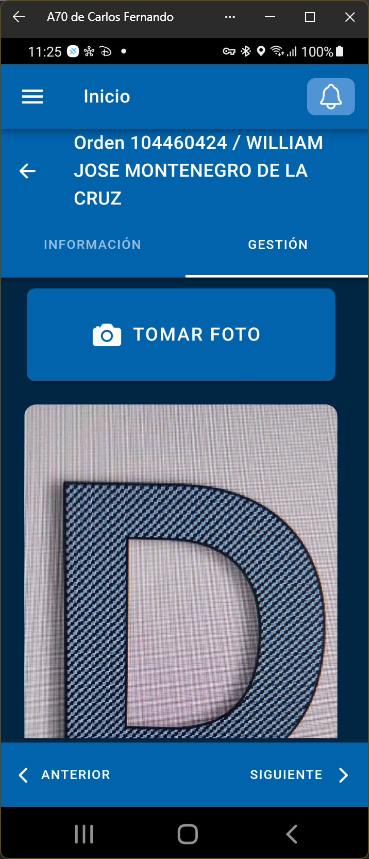 A70 de Carlos Fernando
11:25
100%
Inicio
Orden 104460424 / WILLIAM
JOSE MONTENEGRO DE LA
CRUZ
INFORMACIÓN
GESTIÓN
TOMAR FOTO
D
ANTERIOR
SIGUIENTE